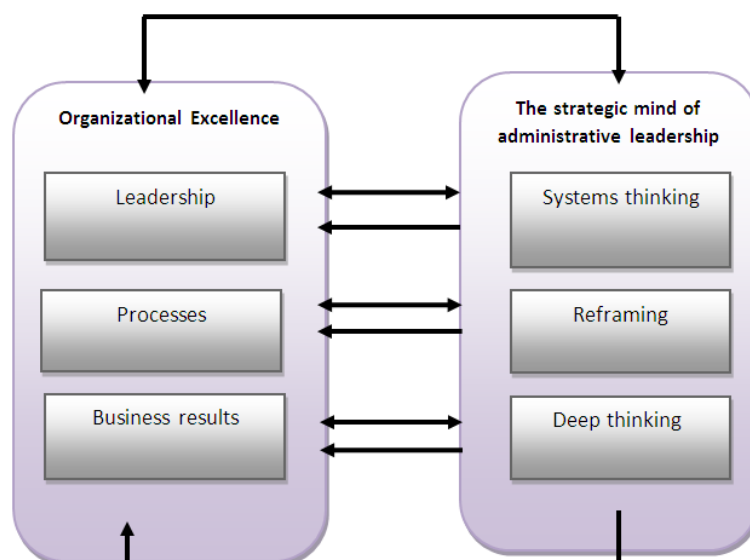 Organizational Excellence
Leadership
Processes
Business results
The strategic mind of
administrative leadership
Systems thinking
Reframing
Deep thinking